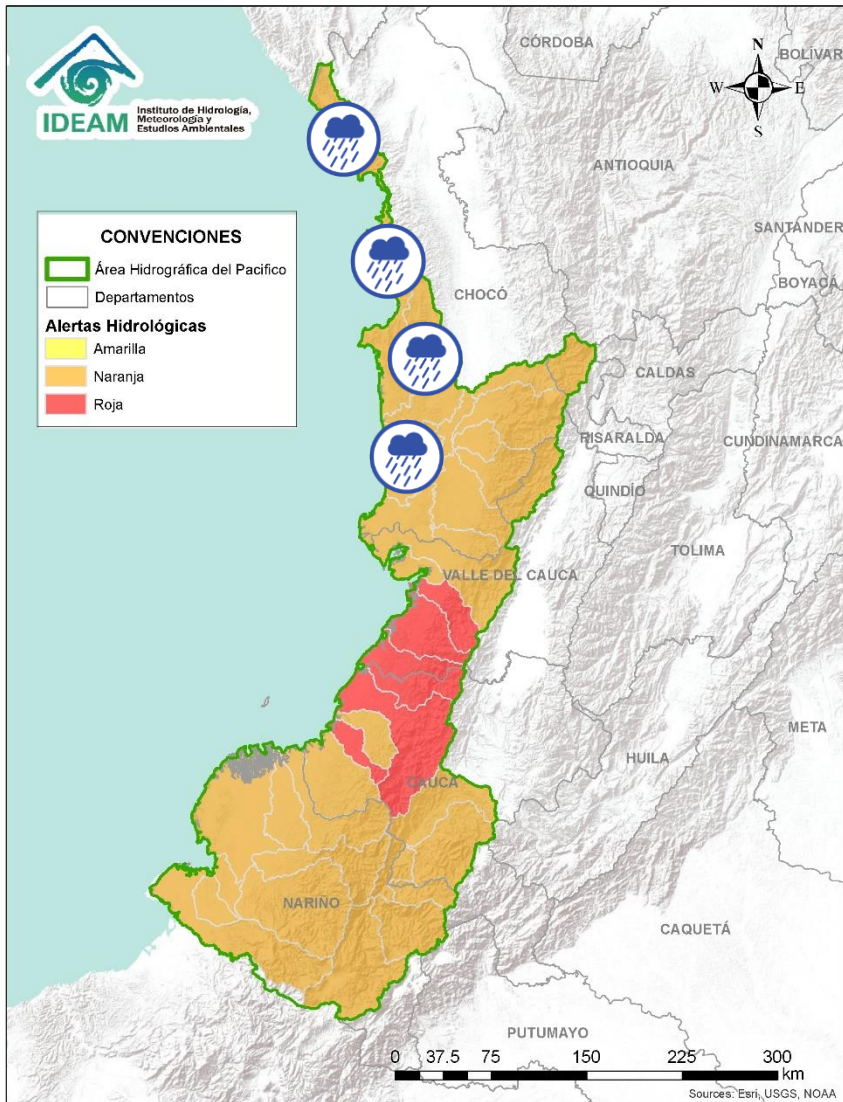 IDEAM
Instituto de Hidrología,
Meteorología y
Estudios Ambientales
CÓRDOBA
BOLÍVAR
N
W
E
S
ANTIOQUIA
SANTANDER
BOYACÁ
CONVENCIONES
Área Hidrográfica del Pacifico
Departamentos
Alertas Hidrológicas
Amarilla
Naranja
Roja
CHOCÓ
CALDAS
RISARALDA
CUNDINAMARCA
QUINDÍO
TOLIMA
VALLE DEL CAUCA
META
HUILA
CAUCA
NARIÑO
CAQUETÁ
PUTUMAYO
0 37.5 75 150 225 300
km
Sources: Esri, USGS, NOAA